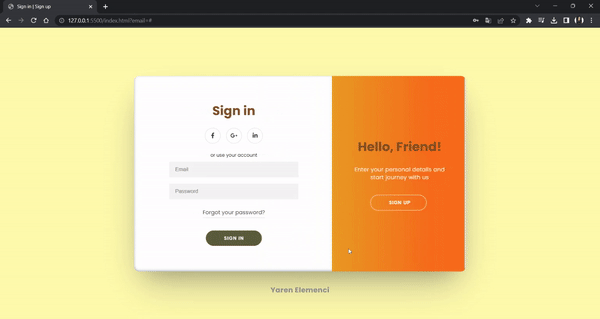 Sign in | Sign up
127.0.0.1:5500/index.html?email=#
Sign in
f
G+
in
or use your account
Email
Password
Forgot your password?
SIGN IN
Hello, Friend!
Enter your personal details and
start journey with us
SIGN UP
Yaren Elemenci